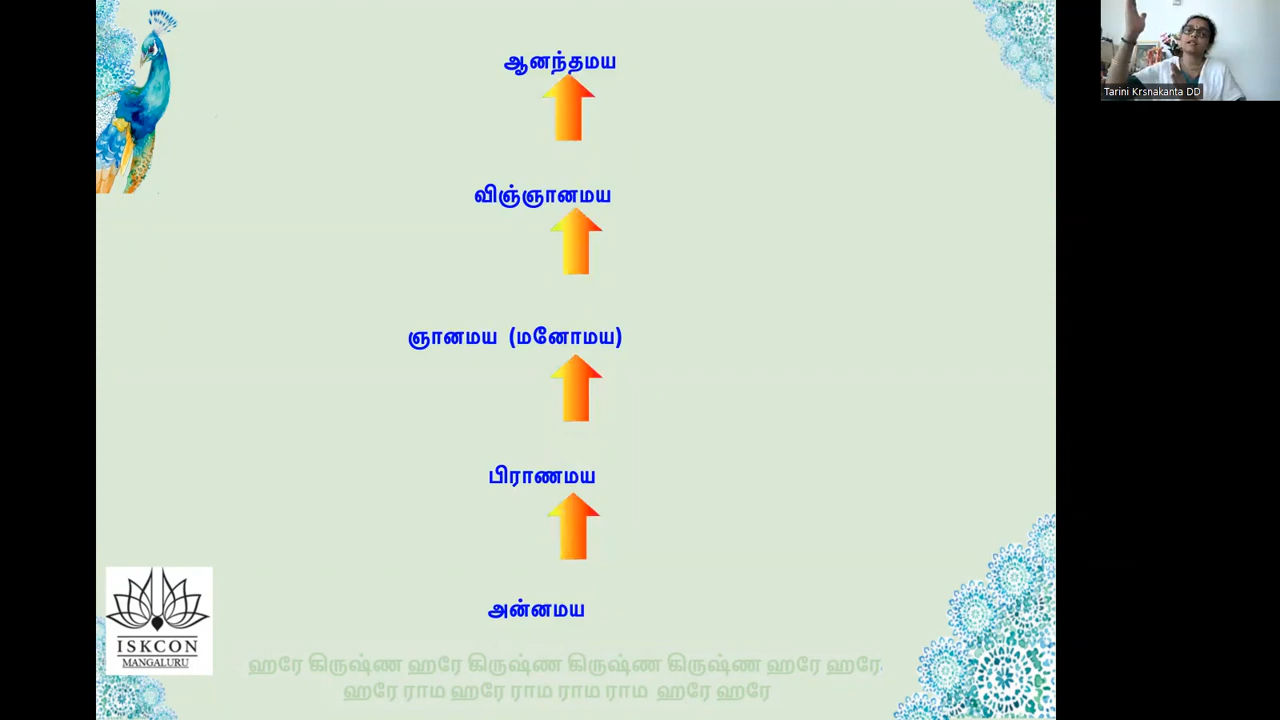 ஆனந்தமய
விஞ்ஞானமய
ஞானமய (மனோமய)
பிராணமய
அன்னமய
ஹரே கிருஷ்ண ஹரே கிருஷ்ண கிருஷ்ண கிருஷ்ண ஹரே ஹரே
ஹரே ராம ஹரே ராம ராம ராம ஹரே ஹரே
ISKCON
MANGALURU
Tarini Krsnakanta DD